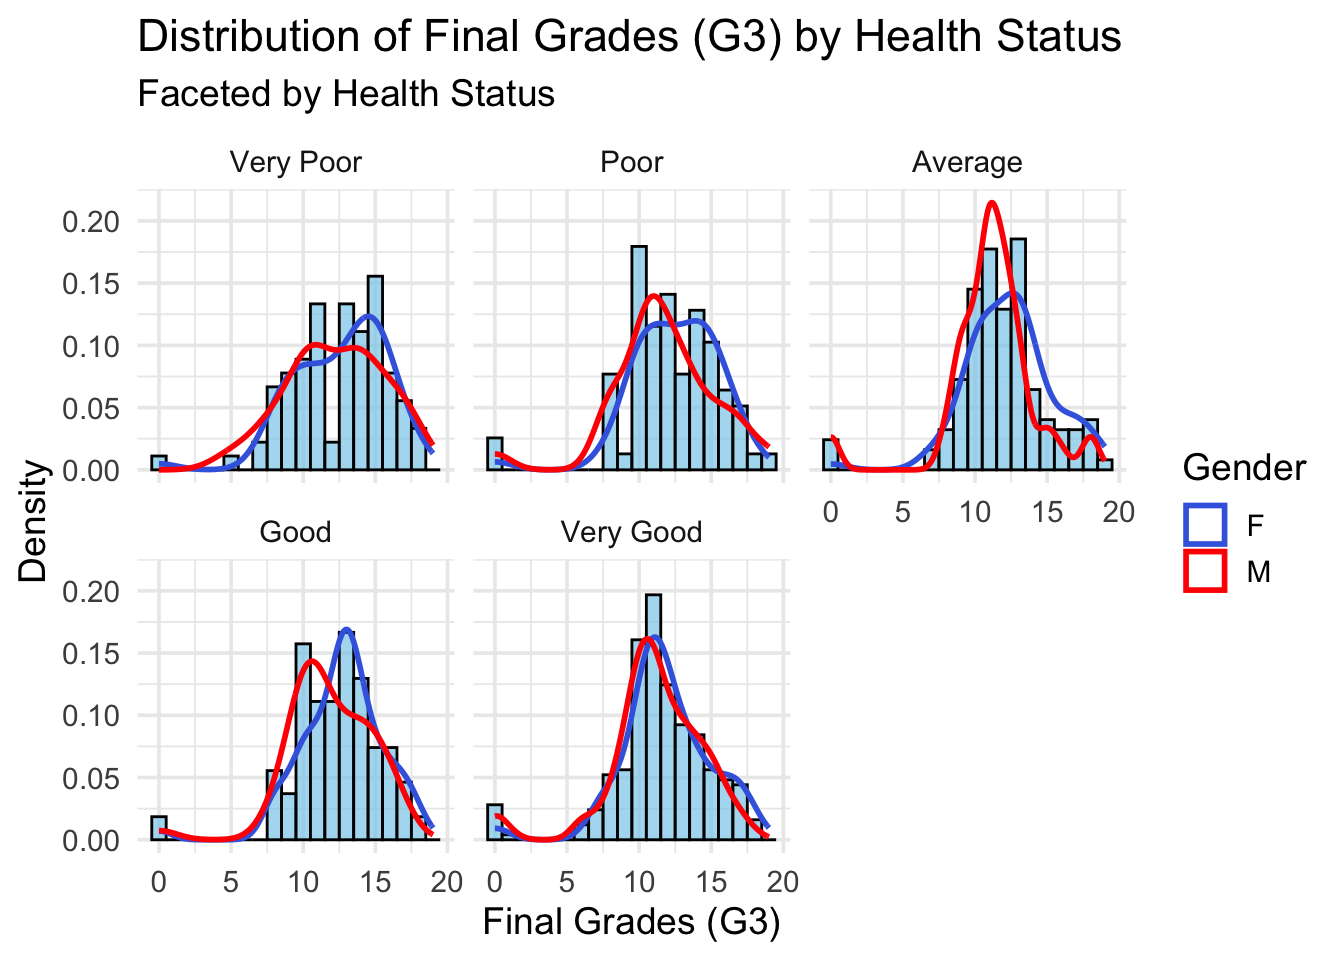 Distribution of Final Grades (G3) by Health Status
Faceted by Health Status
Very Poor
Poor
Average
0.20
0.15
0.10
0.05
0.00
0 5 10 15 20
Good
Very Good
0.20
0.15
0.10
0.05
0.00
0 5 10 15 20
0 5 10 15 20
Final Grades (G3)
Density
Gender
F
M